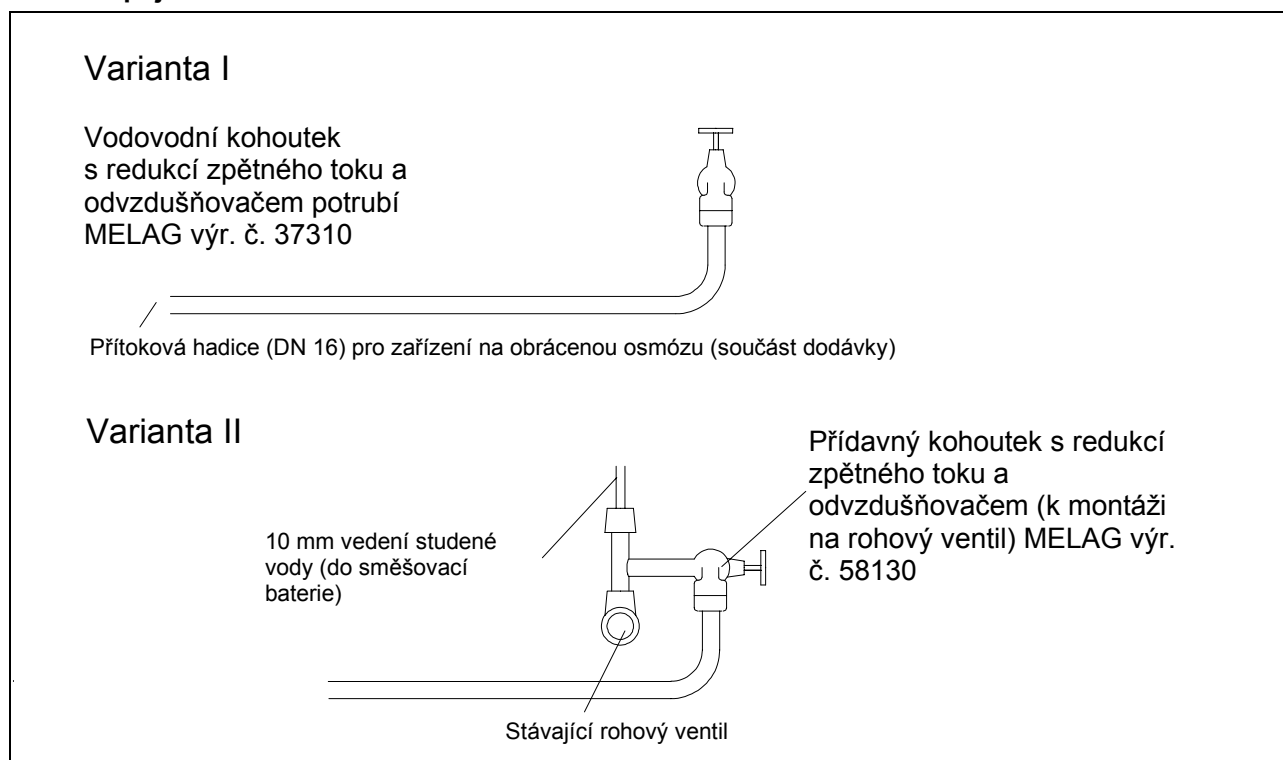 Varianta I
Vodovodní kohoutek
s redukcí zpětného toku a
odvzdušňovačem potrubí
MELAG výr. č. 37310
Přítoková hadice (DN 16) pro zařízení na obrácenou osmózu (součást dodávky)
Varianta II
Přídavný kohoutek s redukcí
zpětného toku a
odvzdušňovačem (k montáži
na rohový ventil) MELAG výr.
č. 58130
10 mm vedení studené
vody (do směšovací
baterie)
Stávající rohový ventil